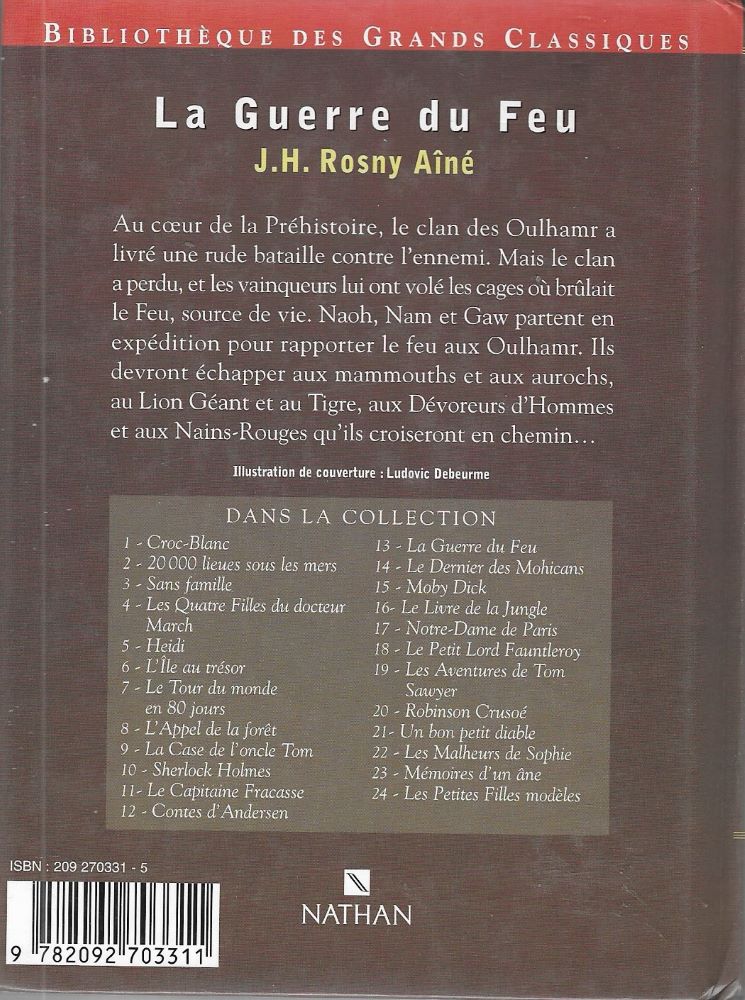 BIBLIOTHÈQUE DES GRANDS CLASSIQUES
La Guerre du Feu
J.H. Rosny Aîné
Au cœur de la Préhistoire, le clan des Oulhamr a
livré une rude bataille contre l'ennemi. Mais le clan
a perdu, et les vainqueurs lui ont volé les cages où brûlait
le Feu, source de vie. Naoh, Nam et Gaw partent en
expédition pour rapporter le feu aux Oulhamr. Ils
devront échapper aux mammouths et aux aurochs,
au Lion Géant et au Tigre, aux Dévoreurs d'Hommes
et aux Nains-Rouges qu'ils croiseront en chemin…
Illustration de couverture : Ludovic Debeurme
DANS LA COLLECTION
1 - Croc-Blanc
2 - 20 000 lieues sous les mers
3 - Sans famille
4 - Les Quatre Filles du docteur
March
5 - Heidi
6 - L'Île au trésor
7 - Le Tour du monde
en 80 jours
8 - L'Appel de la forêt
9 - La Case de l'oncle Tom
10 - Sherlock Holmes
11- Le Capitaine Fracasse
12 - Contes d'Andersen
13 - La Guerre du Feu
14 - Le Dernier des Mohicans
15 - Moby Dick
16- Le Livre de la Jungle
17 - Notre-Dame de Paris
18 - Le Petit Lord Fauntleroy
19 - Les Aventures de Tom
Sawyer
20 - Robinson Crusoé
21- Un bon petit diable
22 - Les Malheurs de Sophie
23 - Mémoires d'un âne
24 - Les Petites Filles modèles
ISBN : 209 270331 - 5
9 782092 703311
NATHAN